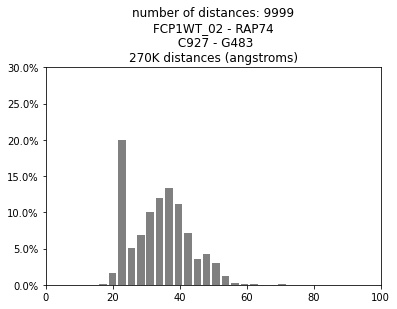 number of distances: 9999
FCP1WT_02 - RAP74
C927 - G483
270K distances (angstroms)
30.0%
25.0%
20.0%
15.0%
10.0%
5.0%
0.0%
0 20 40 60 80 100